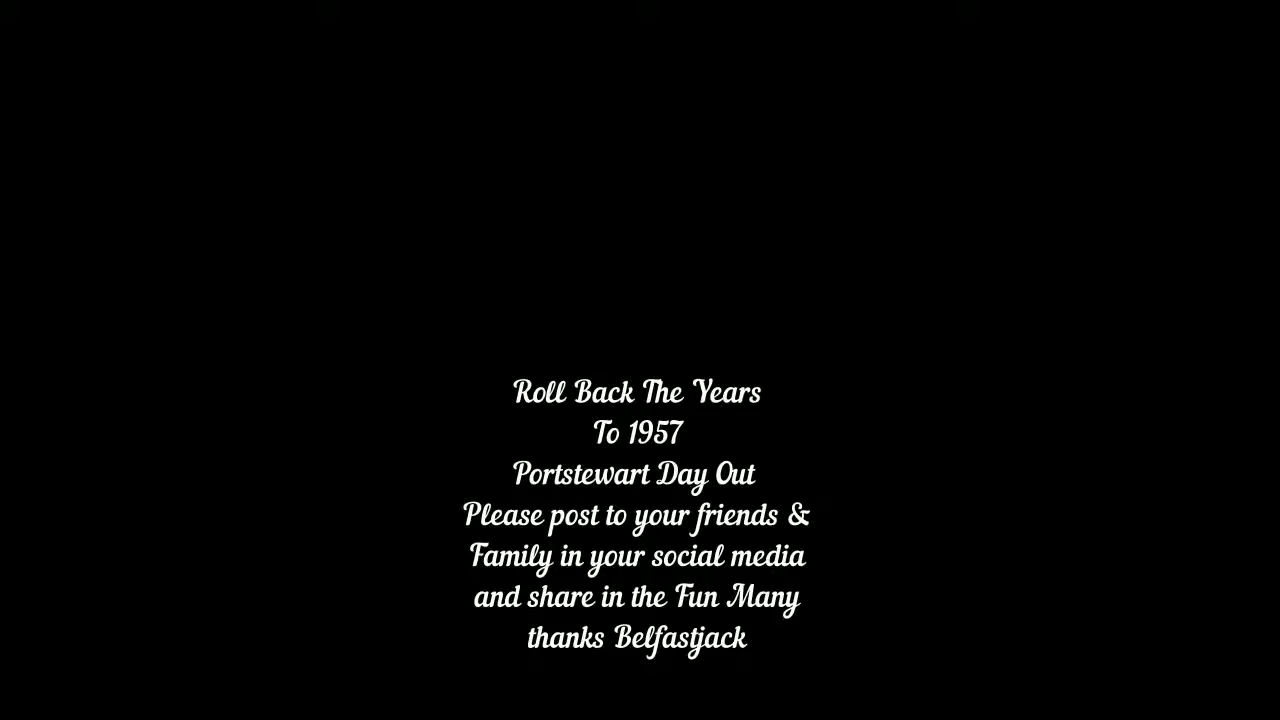 Roll Back The Years
To 1957
Portstewart Day Out
Please post to your friends &
Family in your social media
and share in the Fun Many
thanks Belfastjack